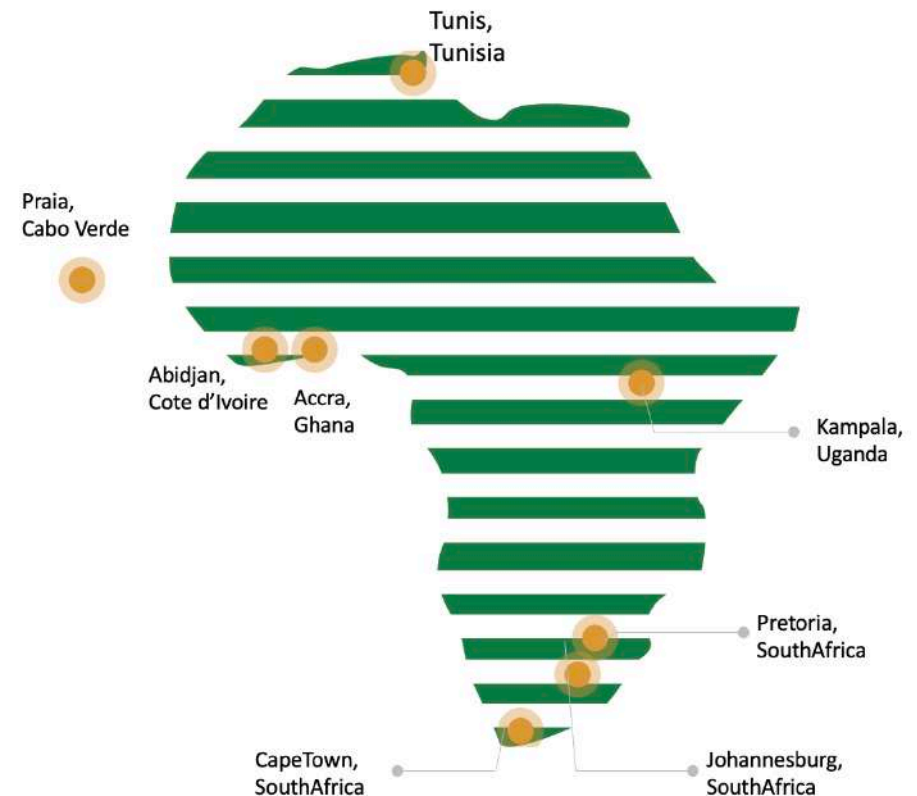 Tunis,
Tunisia
Praia,
Cabo Verde
Abidjan,
Cote d’Ivoire
Accra,
Ghana
Kampala,
Uganda
Pretoria,
SouthAfrica
CapeTown,
SouthAfrica
Johannesburg,
SouthAfrica